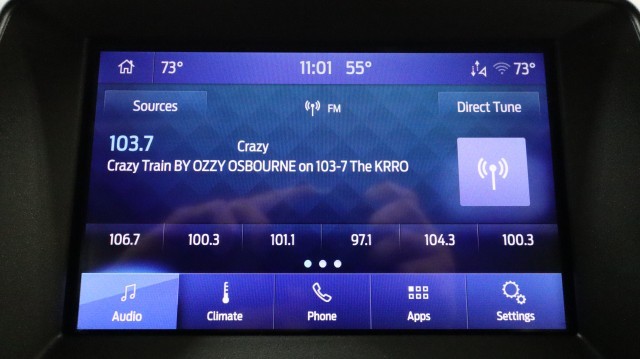 73° 11:01 55° 73°
Sources FM Direct Tune
103.7 Crazy
Crazy Train BY OZZY OSBOURNE on 103-7 The KRRO
106.7 100.3 101.1 97.1 104.3 100.3
Audio Climate Phone Apps Settings